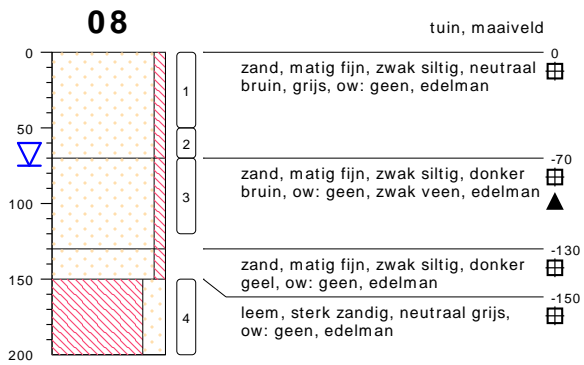 08
tuin, maaiveld
0
0
zand, matig fijn, zwak siltig, neutraal
bruin, grijs, ow: geen, edelman
1
50
2
-70
zand, matig fijn, zwak siltig, donker
bruin, ow: geen, zwak veen, edelman
3
100
-130
zand, matig fijn, zwak siltig, donker
geel, ow: geen, edelman
150
-150
leem, sterk zandig, neutraal grijs,
ow: geen, edelman
4
200